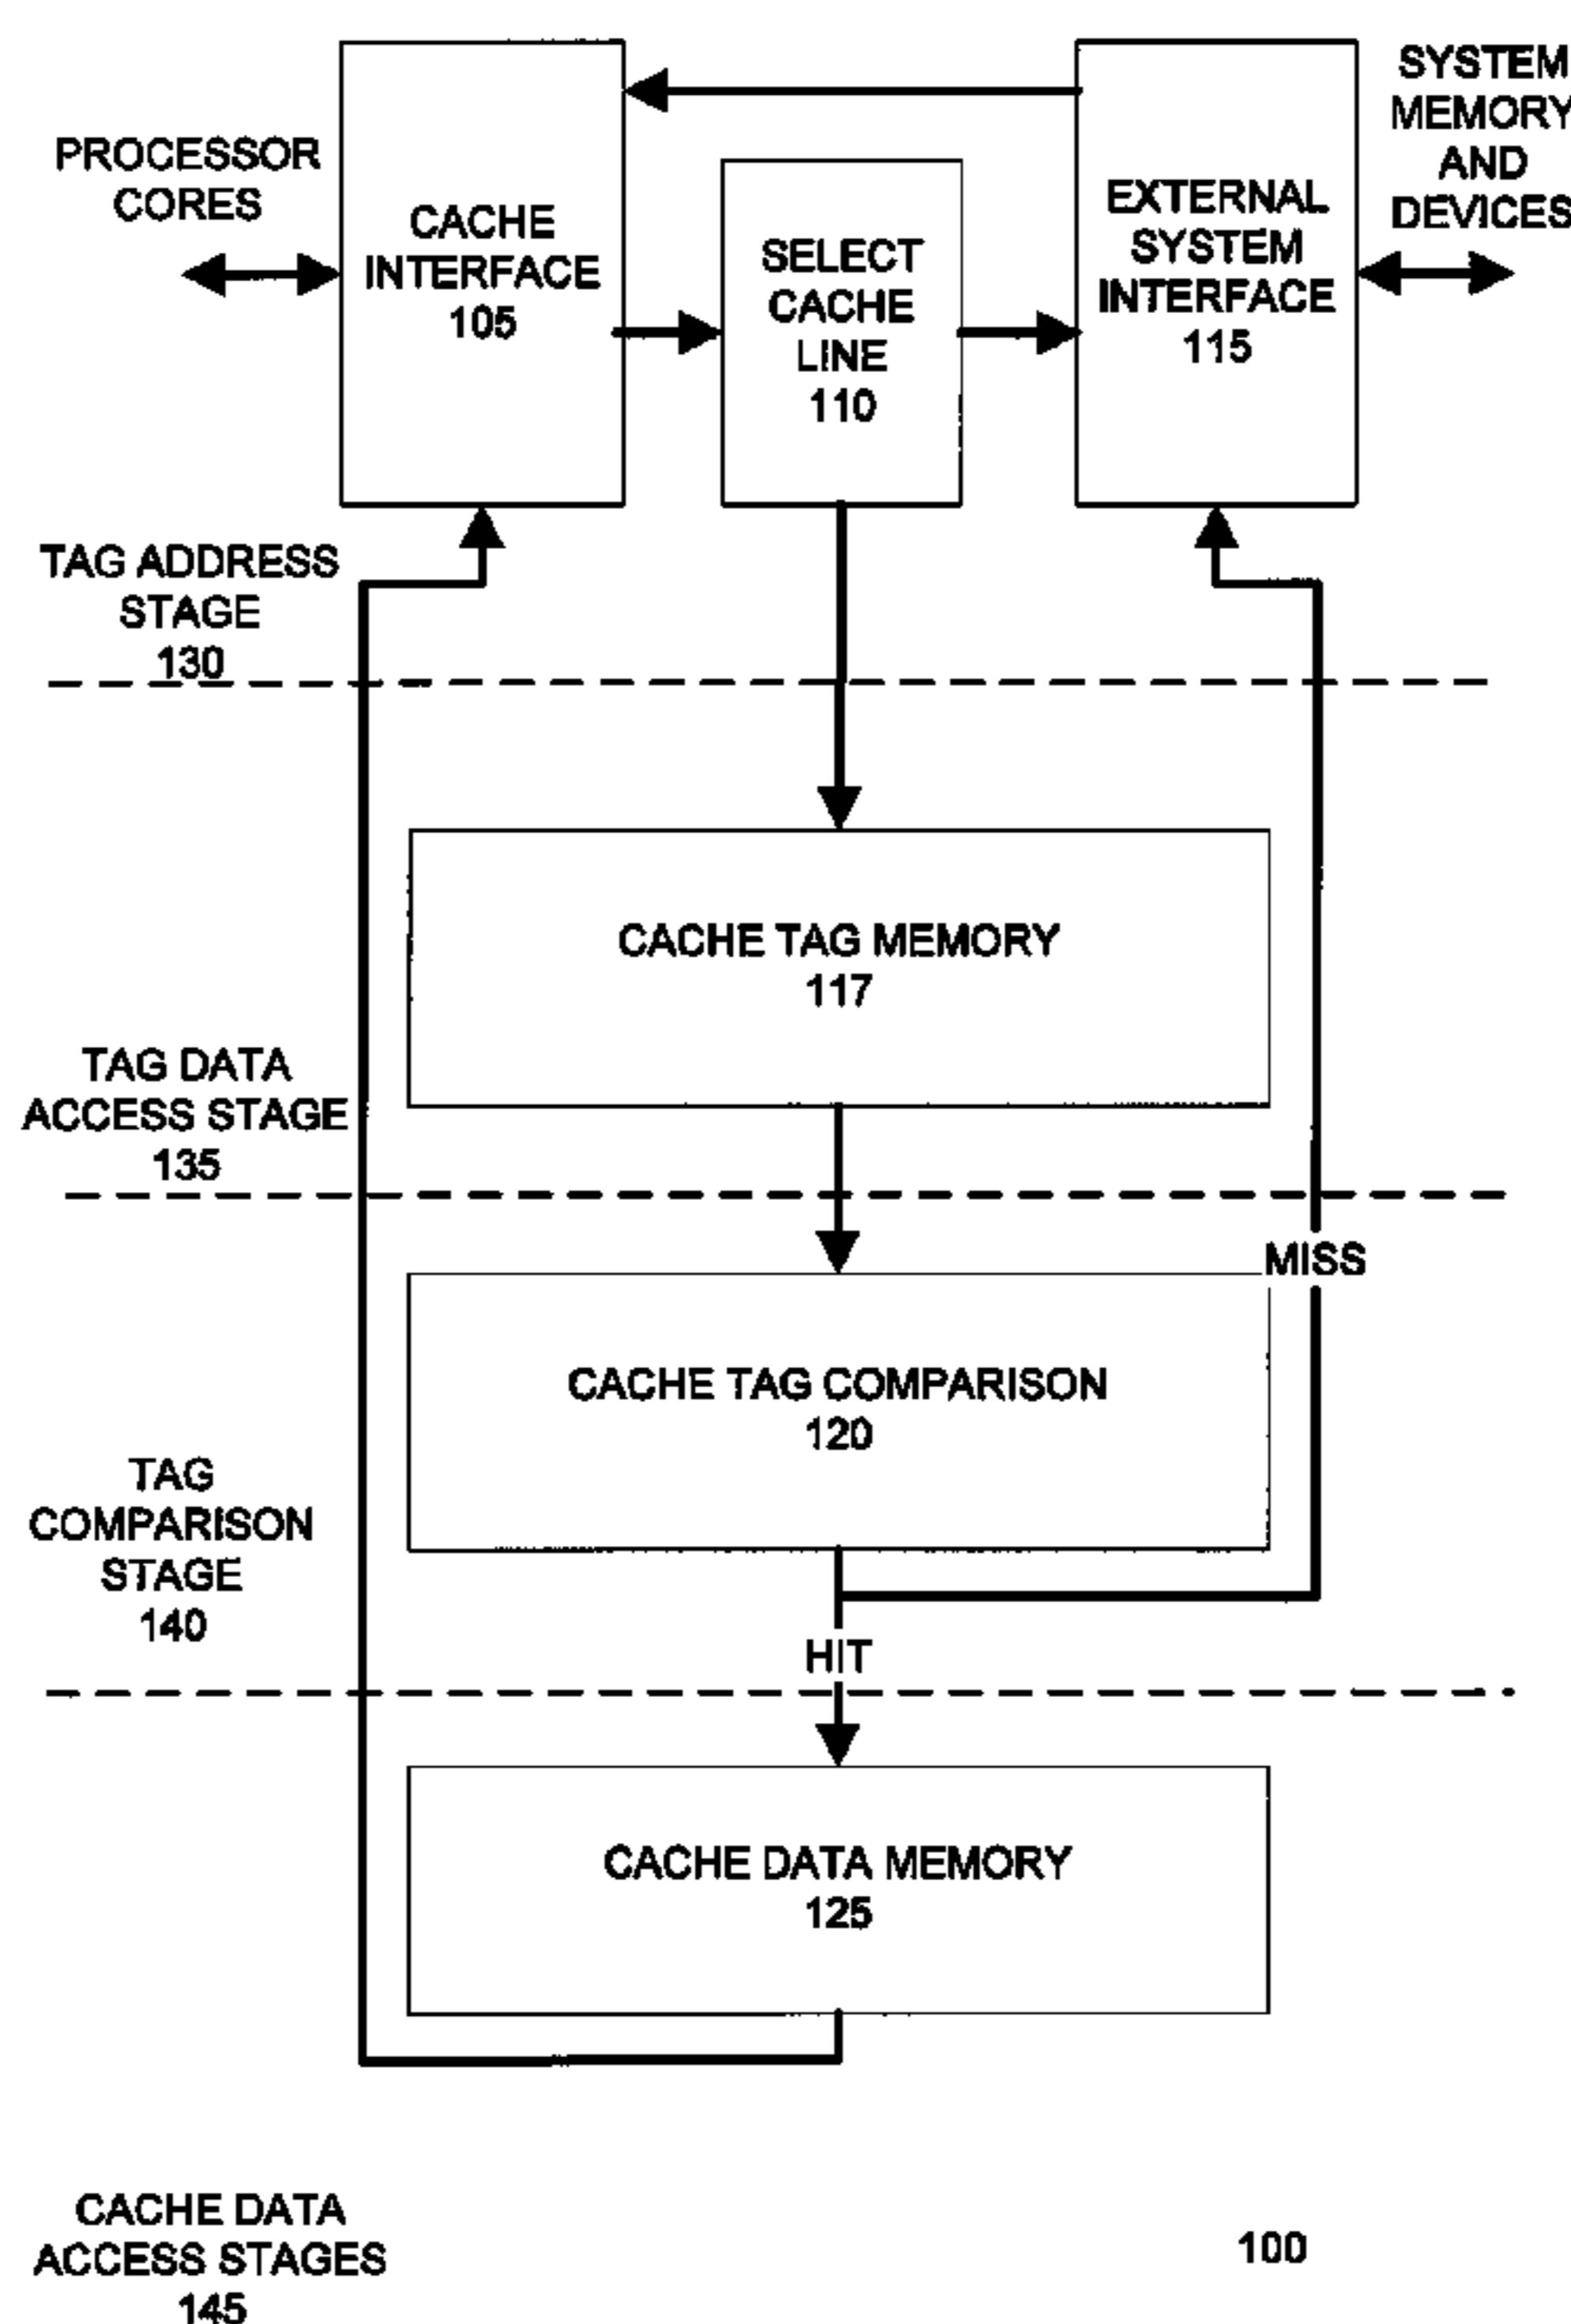 PROCESSOR
CORES
CACHE
INTERFACE
105
SELECT
CACHE
LINE
110
EXTERNAL
SYSTEM
INTERFACE
115
SYSTEM
MEMORY
AND
DEVICES
TAG ADDRESS
STAGE
130
CACHE TAG MEMORY
117
TAG DATA
ACCESS STAGE
135
MISS
CACHE TAG COMPARISON
120
TAG
COMPARISON
STAGE
140
HIT
CACHE DATA MEMORY
125
CACHE DATA
ACCESS STAGES
145
100